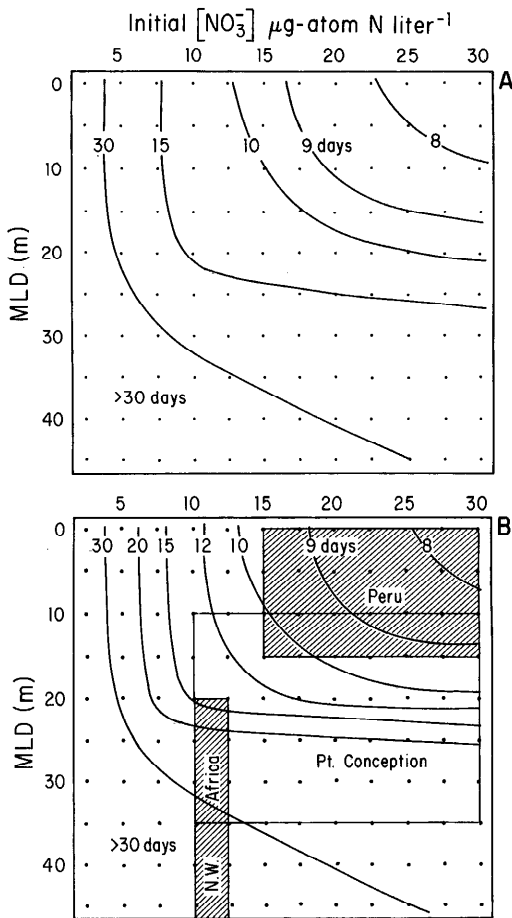 Initial [NO₃⁻] μg-atom N liter⁻¹
5 10 15 20 25 30
A
0
30 15 10 9 days 8
10
20
30
>30 days
40
MLD (m)
5 10 15 20 25 30
B
0
30 20 15 12 10 9 days 8
Peru
10
20
Pt. Conception
30
>30 days
40
N.W. Africa
MLD (m)